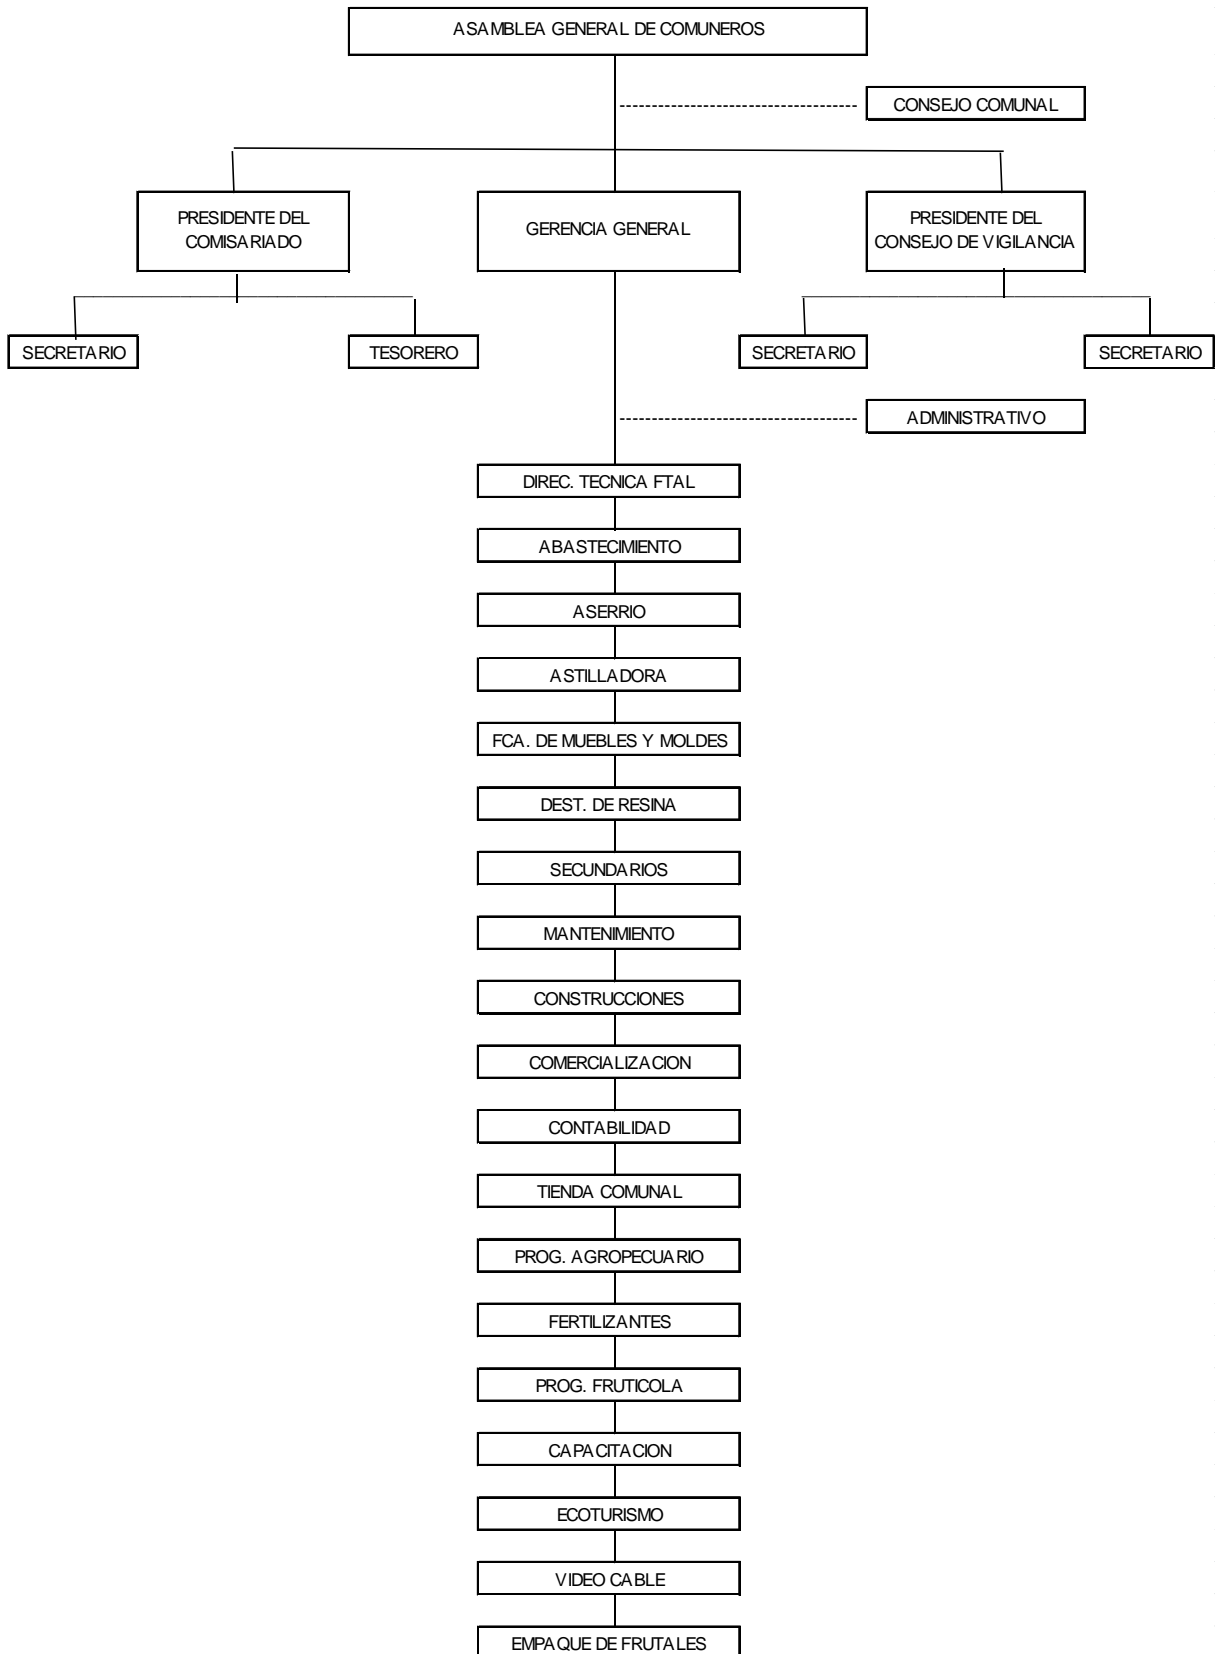 ASAMBLEA GENERAL DE COMUNEROS
CONSEJO COMUNAL
PRESIDENTE DEL
COMISARIADO
GERENCIA GENERAL
PRESIDENTE DEL
CONSEJO DE VIGILANCIA
SECRETARIO
TESORERO
SECRETARIO
SECRETARIO
ADMINISTRATIVO
DIREC. TECNICA FTAL
ABASTECIMIENTO
ASERRIO
ASTILLADORA
FCA. DE MUEBLES Y MOLDES
DEST. DE RESINA
SECUNDARIOS
MANTENIMIENTO
CONSTRUCCIONES
COMERCIALIZACION
CONTABILIDAD
TIENDA COMUNAL
PROG. AGROPECUARIO
FERTILIZANTES
PROG. FRUTICOLA
CAPACITACION
ECOTURISMO
VIDEO CABLE
EMPAQUE DE FRUTALES